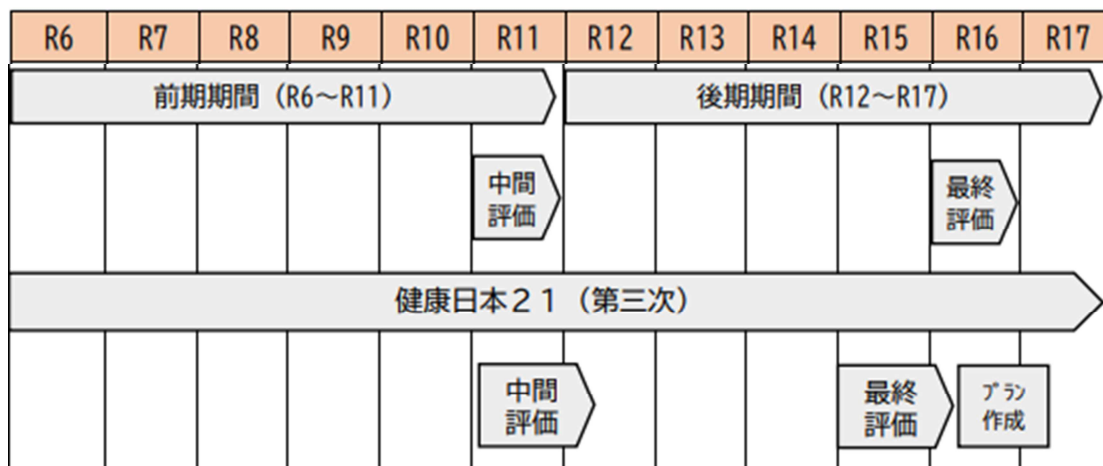 R6 R7 R8 R9 R10 R11 R12 R13 R14 R15 R16 R17
前期期間（R6～R11） 後期期間（R12～R17）
中間
評価
最終
評価
健康日本２１（第三次）
中間
評価
最終
評価
ﾌﾟﾗﾝ
作成